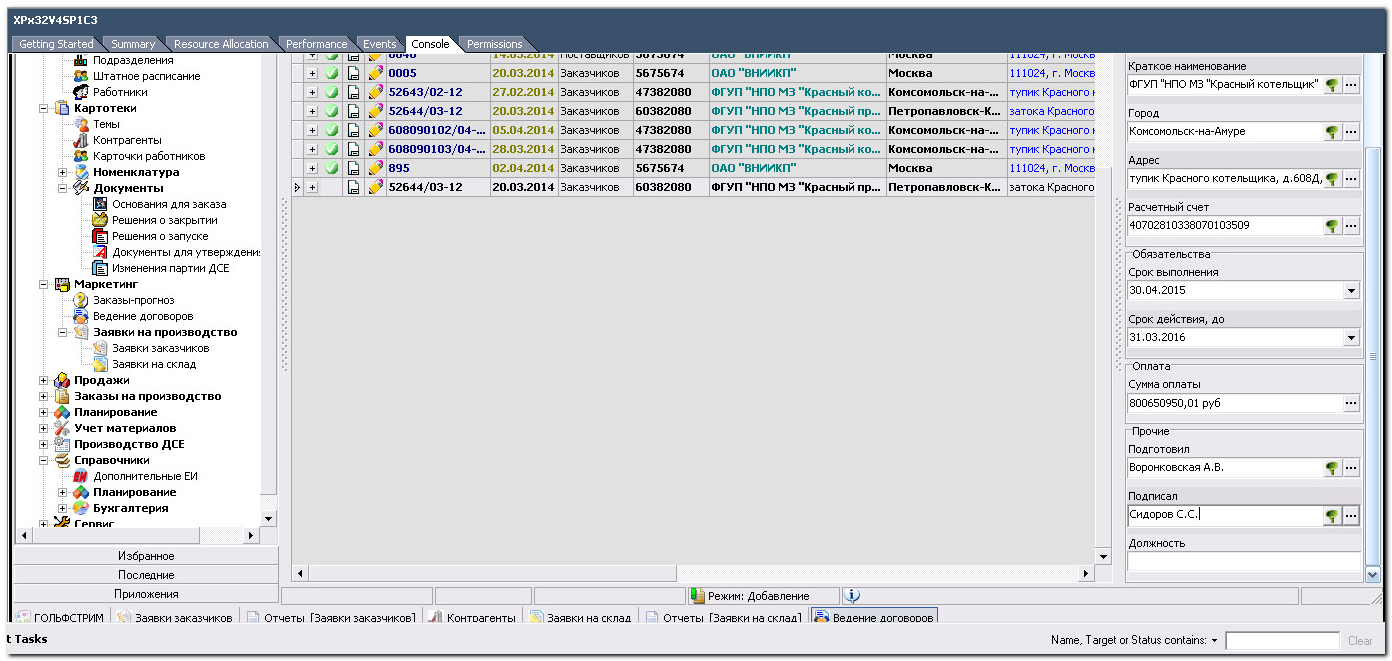 XPx32V4SP1C3
Getting Started Summary Resource Allocation Performance Events Console Permissions
Подразделения
Штатное расписание
Работники
Картотеки
Темы
Контрагенты
Карточки работников
Номенклатура
Документы
Основания для заказа
Решения о закрытии
Решения о запуске
Документы для утверждени
Изменения партии ДСЕ
Маркетинг
Заказы-прогноз
Ведение договоров
Заявки на производство
Заявки заказчиков
Заявки на склад
Продажи
Заказы на производство
Планирование
Учет материалов
Производство ДСЕ
Справочники
Дополнительные ЕИ
Планирование
Бухгалтерия
Сервис
Избранное
Последние
Приложения
0046 14.03.2014 Поставщиков 5675674 ОАО "ВНИИКП" Москва 111024, г. Москв
0005 20.03.2014 Заказчиков 5675674 ОАО "ВНИИКП" Москва 111024, г. Москв
52643/02-12 27.02.2014 Заказчиков 47382080 ФГУП "НПО МЗ "Красный ко... Комсомольск-на-... тупик Красного к
52644/03-12 20.03.2014 Заказчиков 60382080 ФГУП "НПО МЗ "Красный пр... Петропавловск-К... затока Красного
608090102/04-... 05.04.2014 Заказчиков 47382080 ФГУП "НПО МЗ "Красный ко... Комсомольск-на-... тупик Красного к
608090103/04-... 28.03.2014 Заказчиков 47382080 ФГУП "НПО МЗ "Красный ко... Комсомольск-на-... тупик Красного к
895 02.04.2014 Заказчиков 5675674 ОАО "ВНИИКП" Москва 111024, г. Москв
52644/03-12 20.03.2014 Заказчиков 60382080 ФГУП "НПО МЗ "Красный пр... Петропавловск-К... затока Красного
Краткое наименование
ФГУП "НПО МЗ "Красный котельщик" ...
Город
Комсомольск-на-Амуре ...
Адрес
тупик Красного котельщика, д.608Д, ...
Расчетный счет
40702810338070103509 ...
Обязательства
Срок выполнения
30.04.2015
Срок действия, до
31.03.2016
Оплата
Сумма оплаты
800650950,01 руб ...
Прочие
Подготовил
Воронковская А.В. ...
Подписал
Сидоров С.С. ...
Должность
Режим: Добавление
ГОЛЬФСТРИМ Заявки заказчиков Отчеты [Заявки заказчиков] Контрагенты Заявки на склад Отчеты [Заявки на склад] Ведение договоров
t Tasks Name, Target or Status contains: Clear